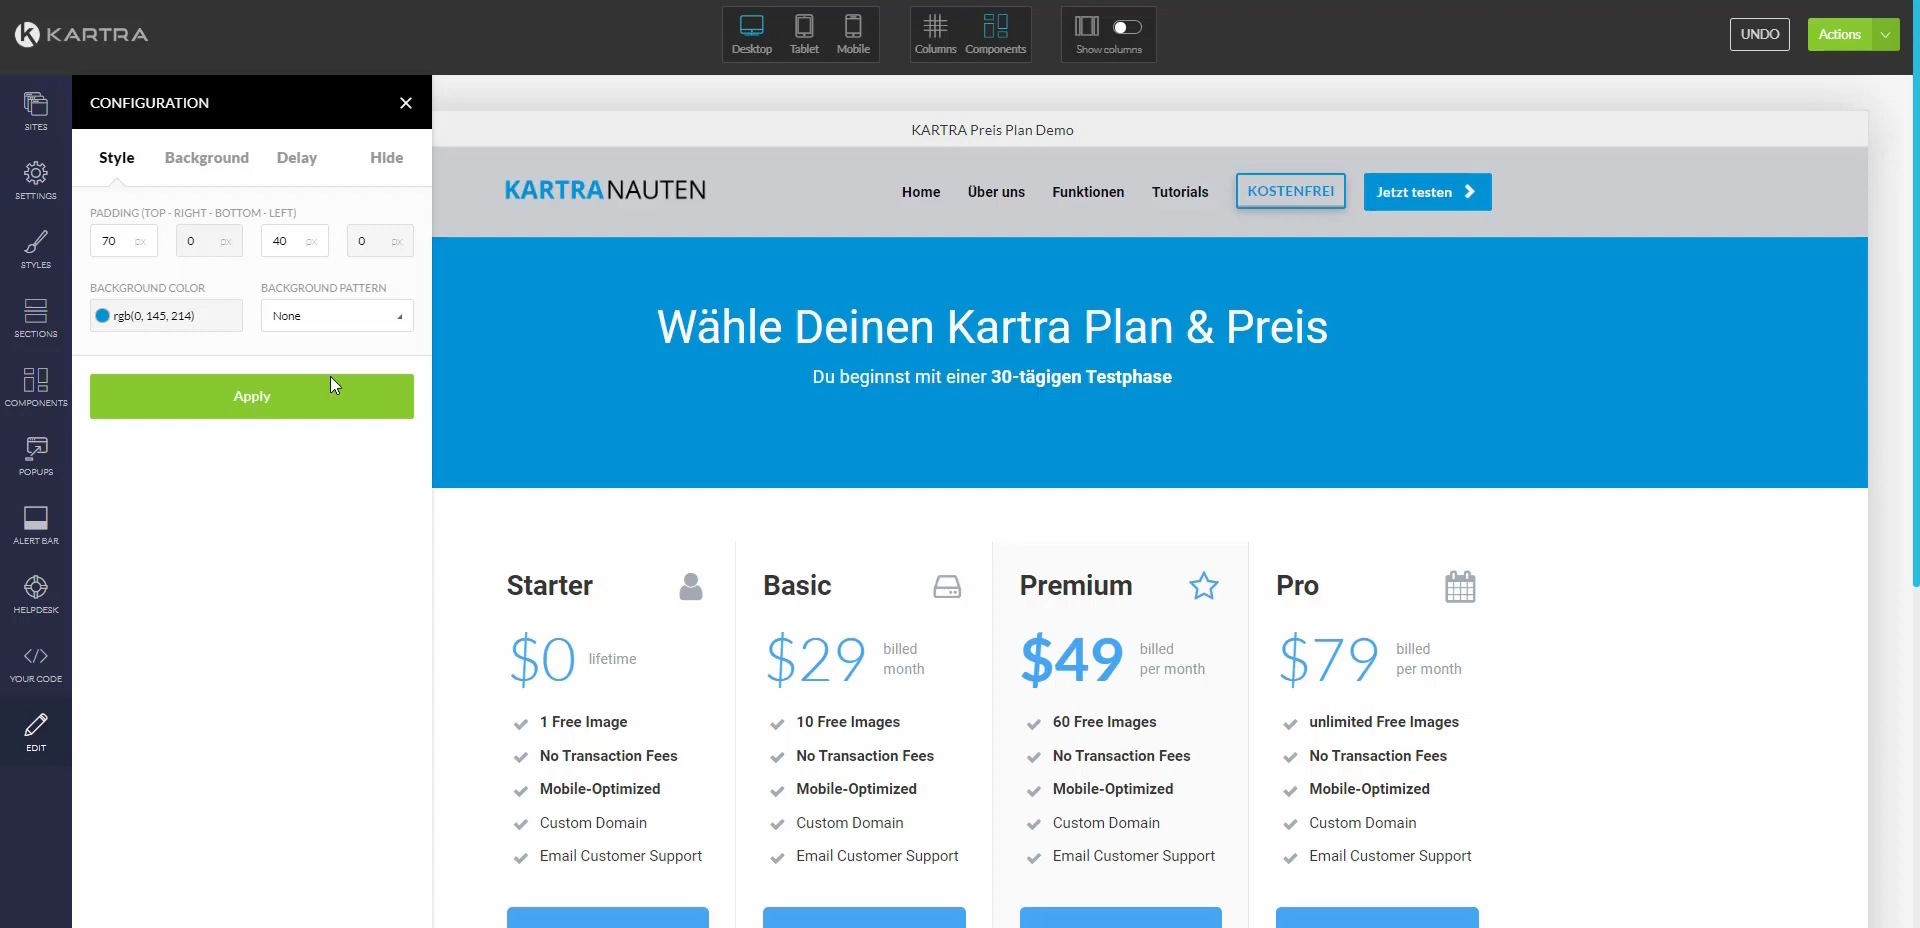 KARTRA
Desktop
Tablet
Mobile
Columns
Components
Show columns
UNDO
Actions
SITES
SETTINGS
STYLES
SECTIONS
COMPONENTS
POPUPS
ALERT BAR
HELPDESK
YOUR CODE
EDIT
CONFIGURATION
Style
Background
Delay
Hide
PADDING (TOP - RIGHT - BOTTOM - LEFT)
70 px
0 px
40 px
0 px
BACKGROUND COLOR
BACKGROUND PATTERN
rgb(0, 145, 214)
None
Apply
KARTRA Preis Plan Demo
KARTRANAUTEN
Home
Über uns
Funktionen
Tutorials
KOSTENFREI
Jetzt testen
Wähle Deinen Kartra Plan & Preis
Du beginnst mit einer 30-tägigen Testphase
Starter
$0
lifetime
1 Free Image
No Transaction Fees
Mobile-Optimized
Custom Domain
Email Customer Support
Basic
$29
billed
month
10 Free Images
No Transaction Fees
Mobile-Optimized
Custom Domain
Email Customer Support
Premium
$49
billed
per month
60 Free Images
No Transaction Fees
Mobile-Optimized
Custom Domain
Email Customer Support
Pro
$79
billed
per month
unlimited Free Images
No Transaction Fees
Mobile-Optimized
Custom Domain
Email Customer Support